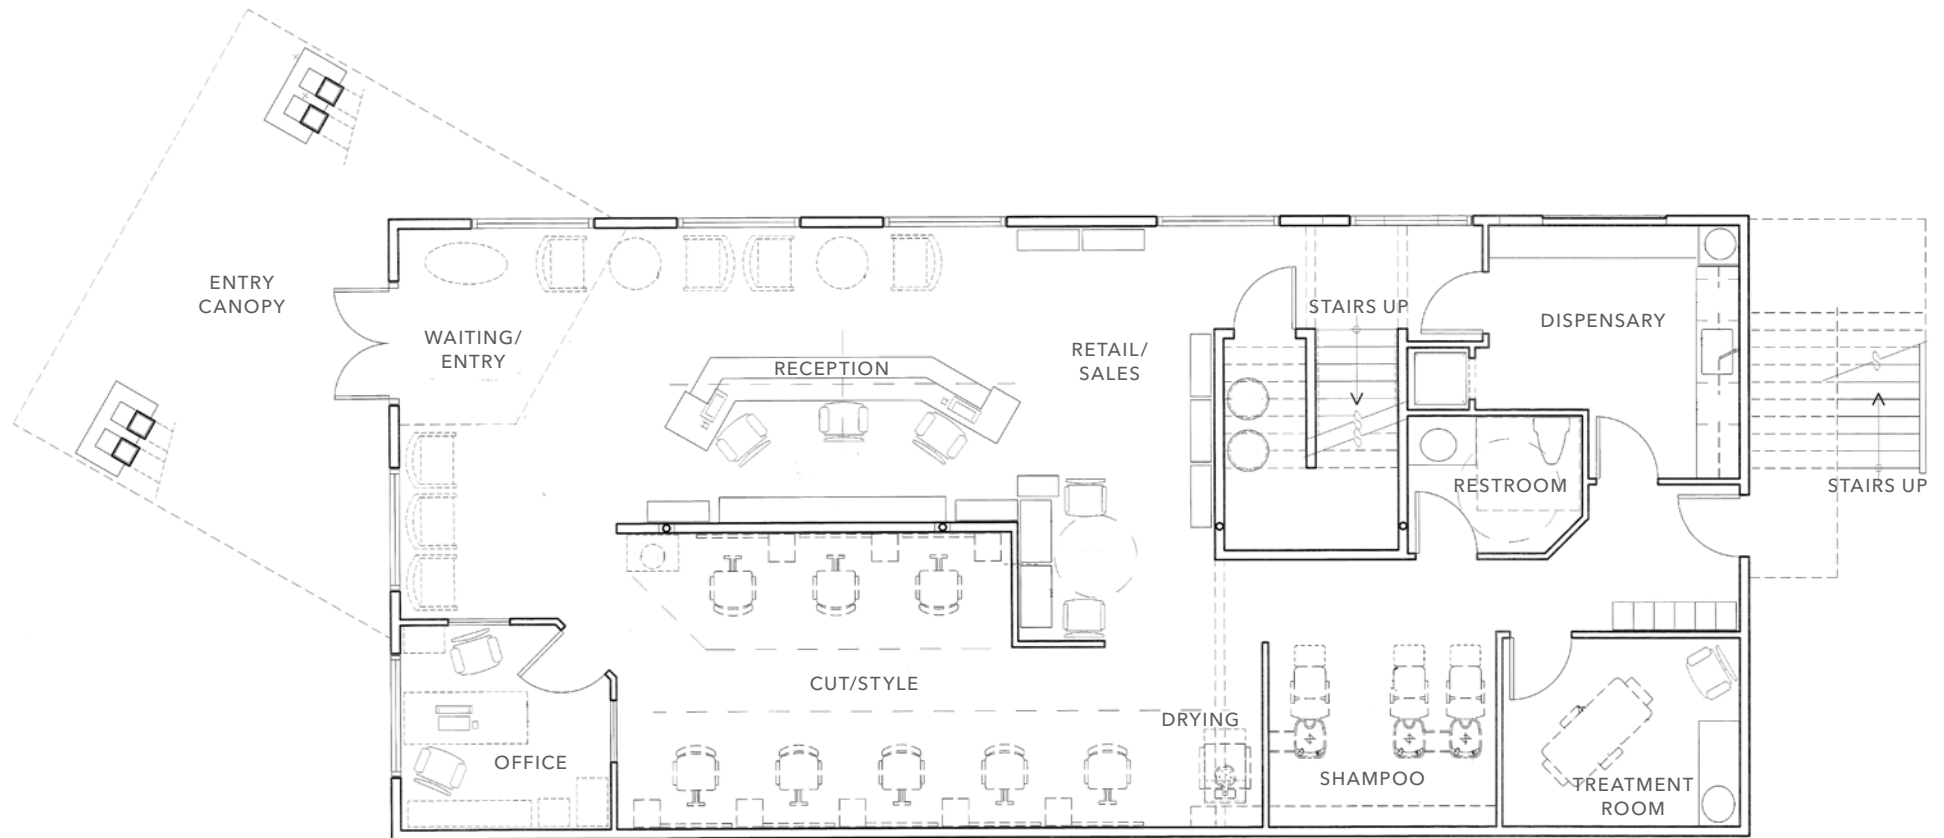 ENTRY
CANOPY
WAITING/
ENTRY
RECEPTION
RETAIL/
SALES
STAIRS UP
DISPENSARY
RESTROOM
STAIRS UP
CUT/STYLE
DRYING
OFFICE
SHAMPOO
TREATMENT
ROOM